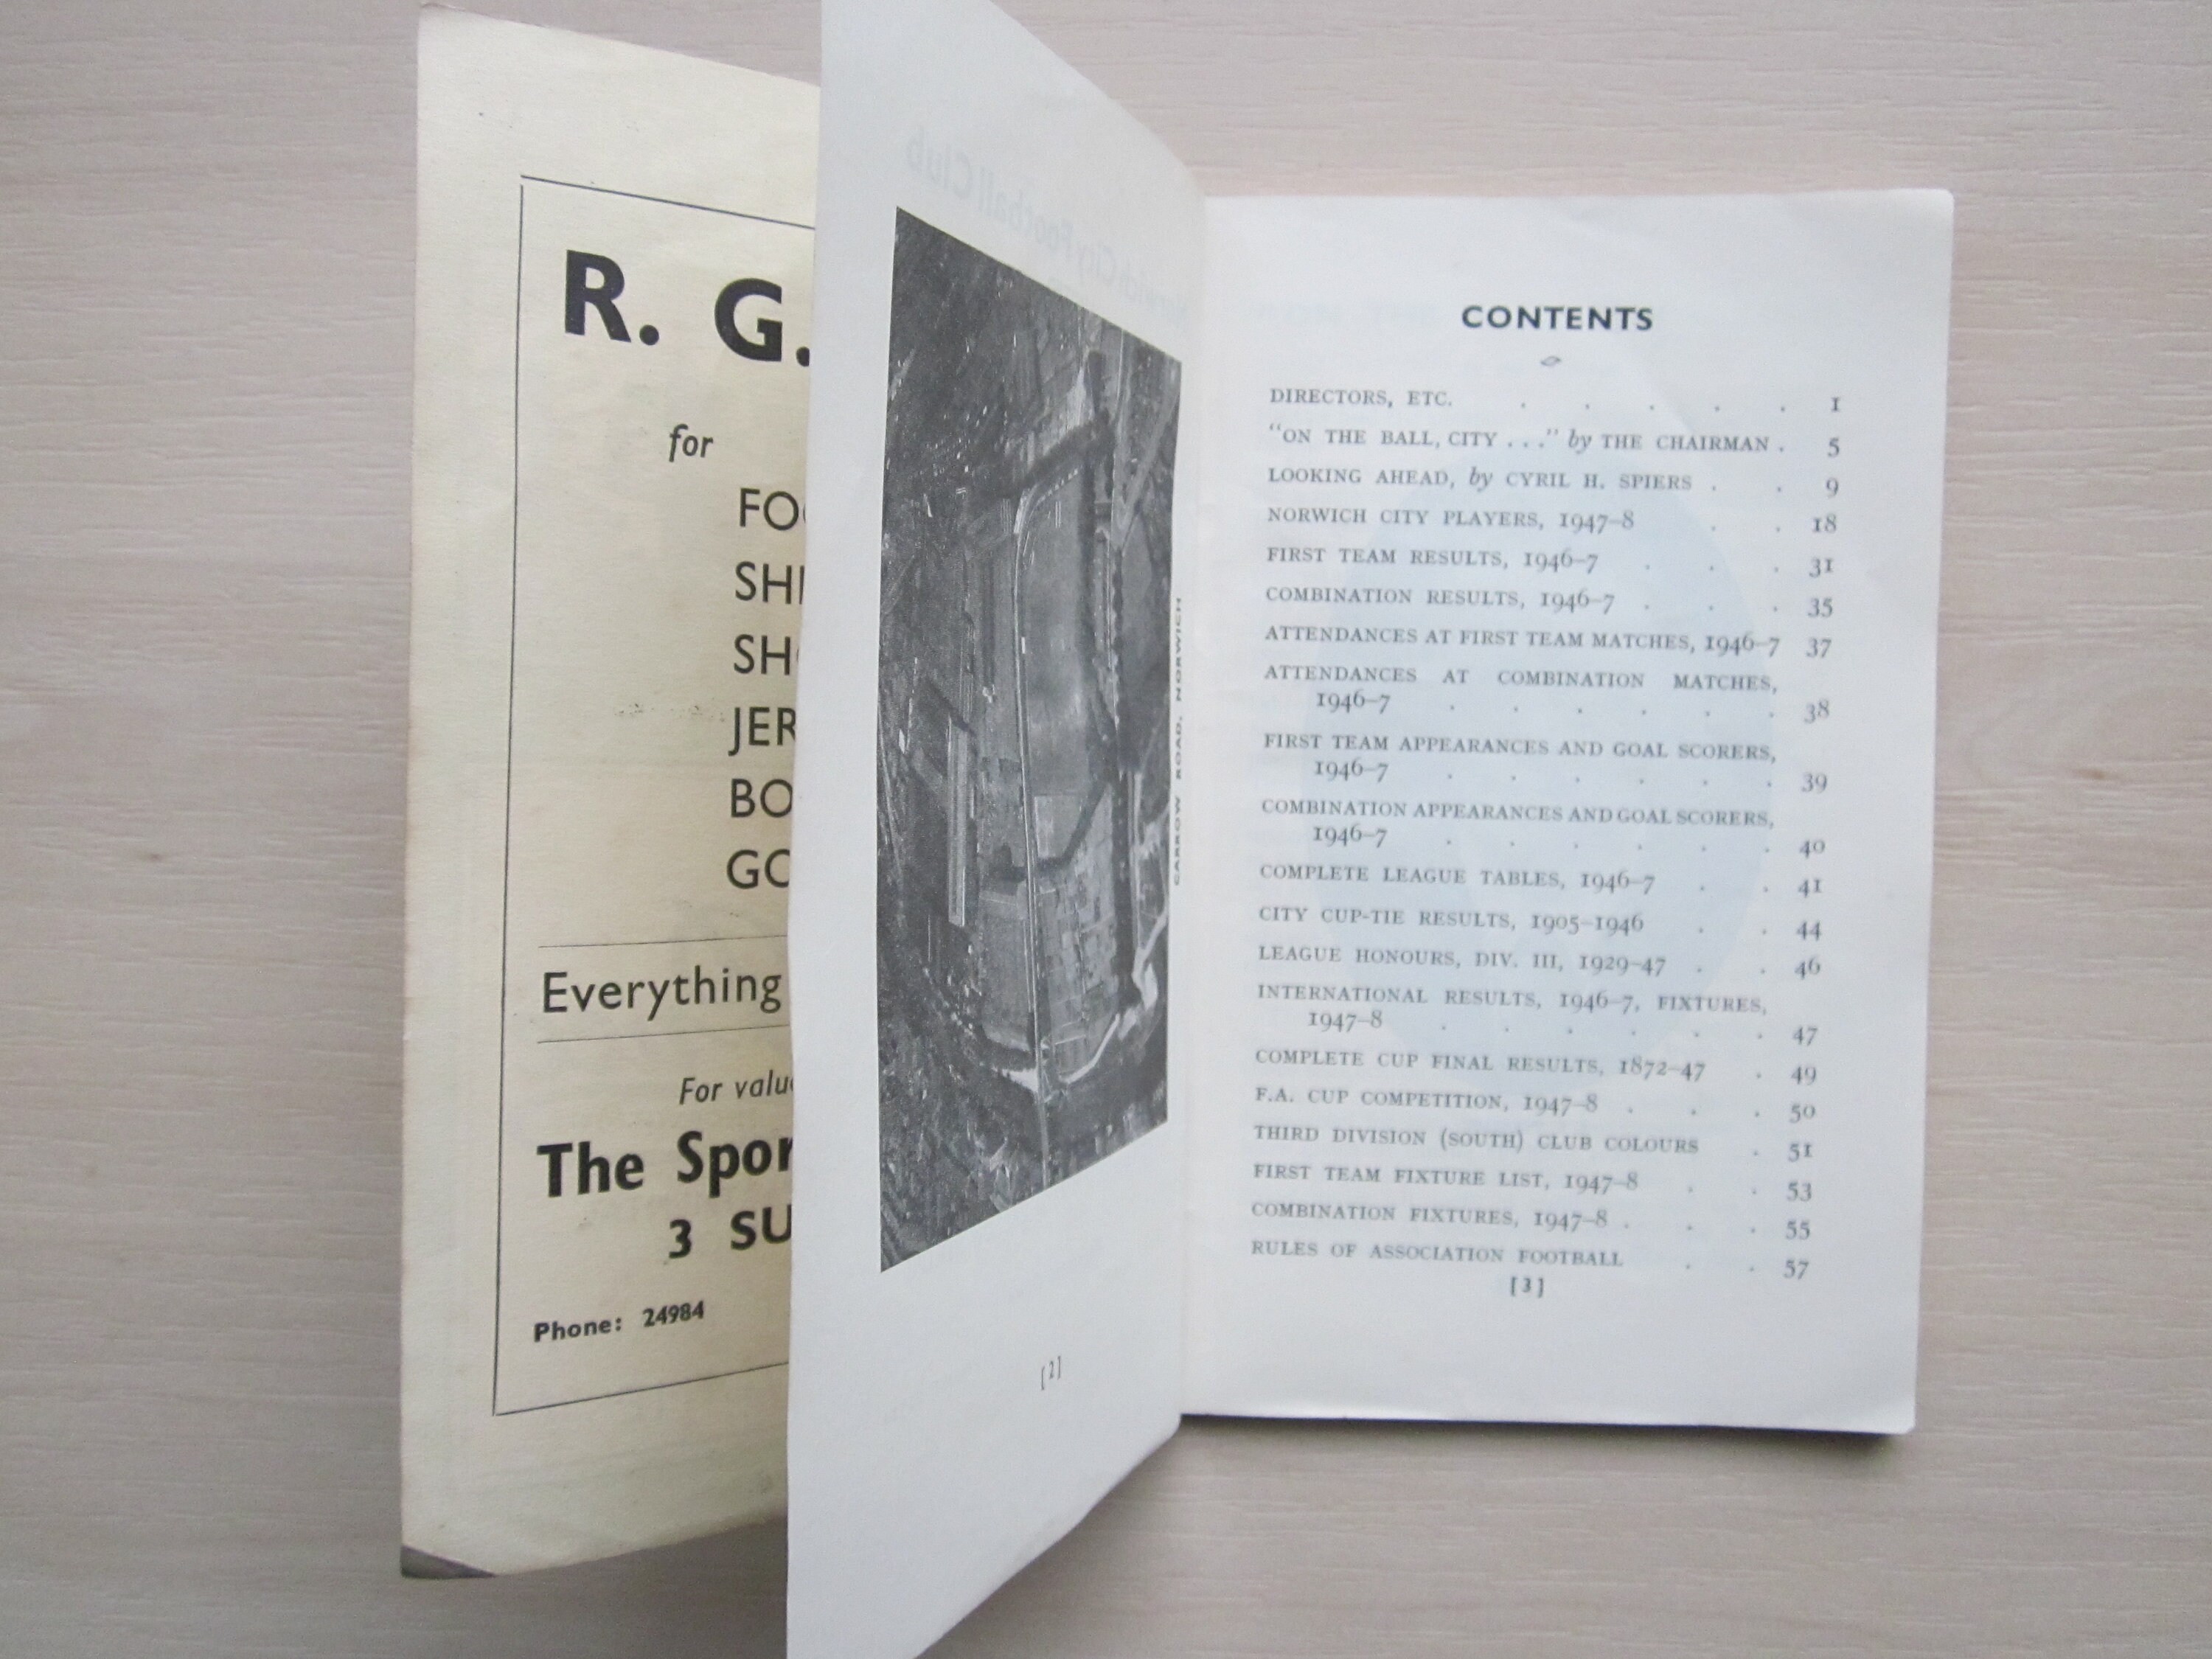 R. G.
for
FO
SH
SH
JER
BO
GO
Everything
For valu
The Spor
3 SU
Phone: 24984
Norwich City Football Club
CARROW ROAD, NORWICH
[2]
CONTENTS
DIRECTORS, ETC. . . . . . 1
"ON THE BALL, CITY . . ." by THE CHAIRMAN . 5
LOOKING AHEAD, by CYRIL H. SPIERS . . 9
NORWICH CITY PLAYERS, 1947–8 . . 18
FIRST TEAM RESULTS, 1946–7 . . . 31
COMBINATION RESULTS, 1946–7 . . . 35
ATTENDANCES AT FIRST TEAM MATCHES, 1946–7 37
ATTENDANCES AT COMBINATION MATCHES,
1946–7 . . . . . . 38
FIRST TEAM APPEARANCES AND GOAL SCORERS,
1946–7 . . . . . . 39
COMBINATION APPEARANCES AND GOAL SCORERS,
1946–7 . . . . . . 40
COMPLETE LEAGUE TABLES, 1946–7 . . 41
CITY CUP-TIE RESULTS, 1905–1946 . . 44
LEAGUE HONOURS, DIV. III, 1929–47 . . 46
INTERNATIONAL RESULTS, 1946–7, FIXTURES,
1947–8 . . . . . . 47
COMPLETE CUP FINAL RESULTS, 1872–47 . 49
F.A. CUP COMPETITION, 1947–8 . . . 50
THIRD DIVISION (SOUTH) CLUB COLOURS . 51
FIRST TEAM FIXTURE LIST, 1947–8 . . 53
COMBINATION FIXTURES, 1947–8 . . . 55
RULES OF ASSOCIATION FOOTBALL . . 57
[3]